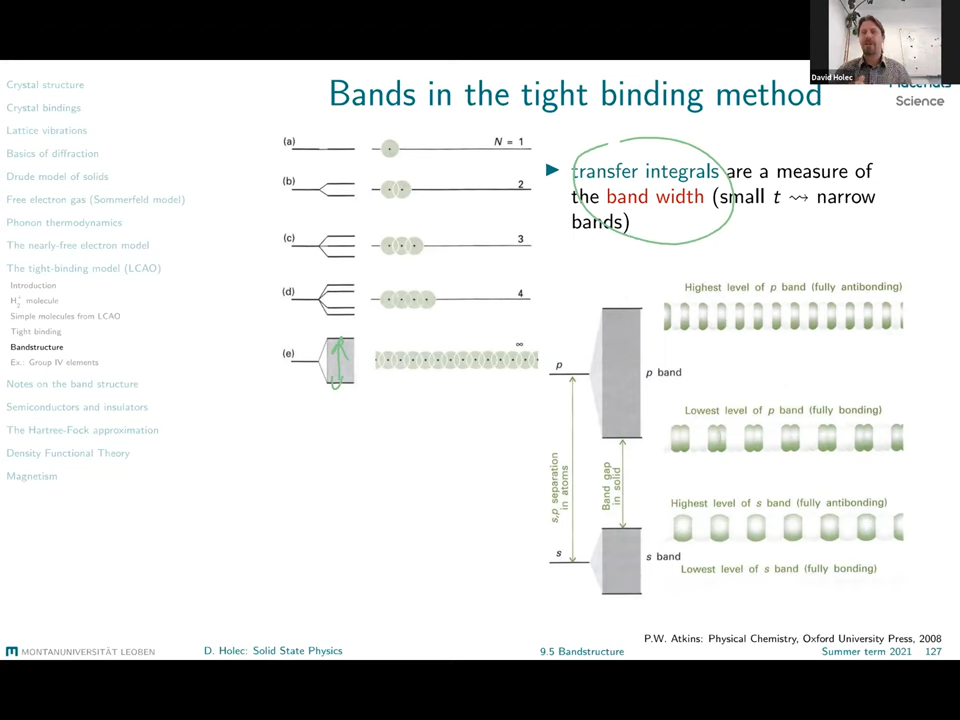 David Holec
Materials
Science
Crystal structure
Crystal bindings
Lattice vibrations
Basics of diffraction
Drude model of solids
Free electron gas (Sommerfeld model)
Phonon thermodynamics
The nearly-free electron model
The tight-binding model (LCAO)
Introduction
H₂⁺ molecule
Simple molecules from LCAO
Tight binding
Bandstructure
Ex.: Group IV elements
Notes on the band structure
Semiconductors and insulators
The Hartree-Fock approximation
Density Functional Theory
Magnetism
Bands in the tight binding method
(a) N = 1
(b) 2
(c) 3
(d) 4
(e) ∞
▶ transfer integrals are a measure of
the band width (small t ⇝ narrow
bands)
Highest level of p band (fully antibonding)
p
p band
Lowest level of p band (fully bonding)
s,p separation
in atoms
Band gap
in solid
Highest level of s band (fully antibonding)
s
s band
Lowest level of s band (fully bonding)
P.W. Atkins: Physical Chemistry, Oxford University Press, 2008
MONTANUNIVERSITÄT LEOBEN
D. Holec: Solid State Physics
9.5 Bandstructure
Summer term 2021 127